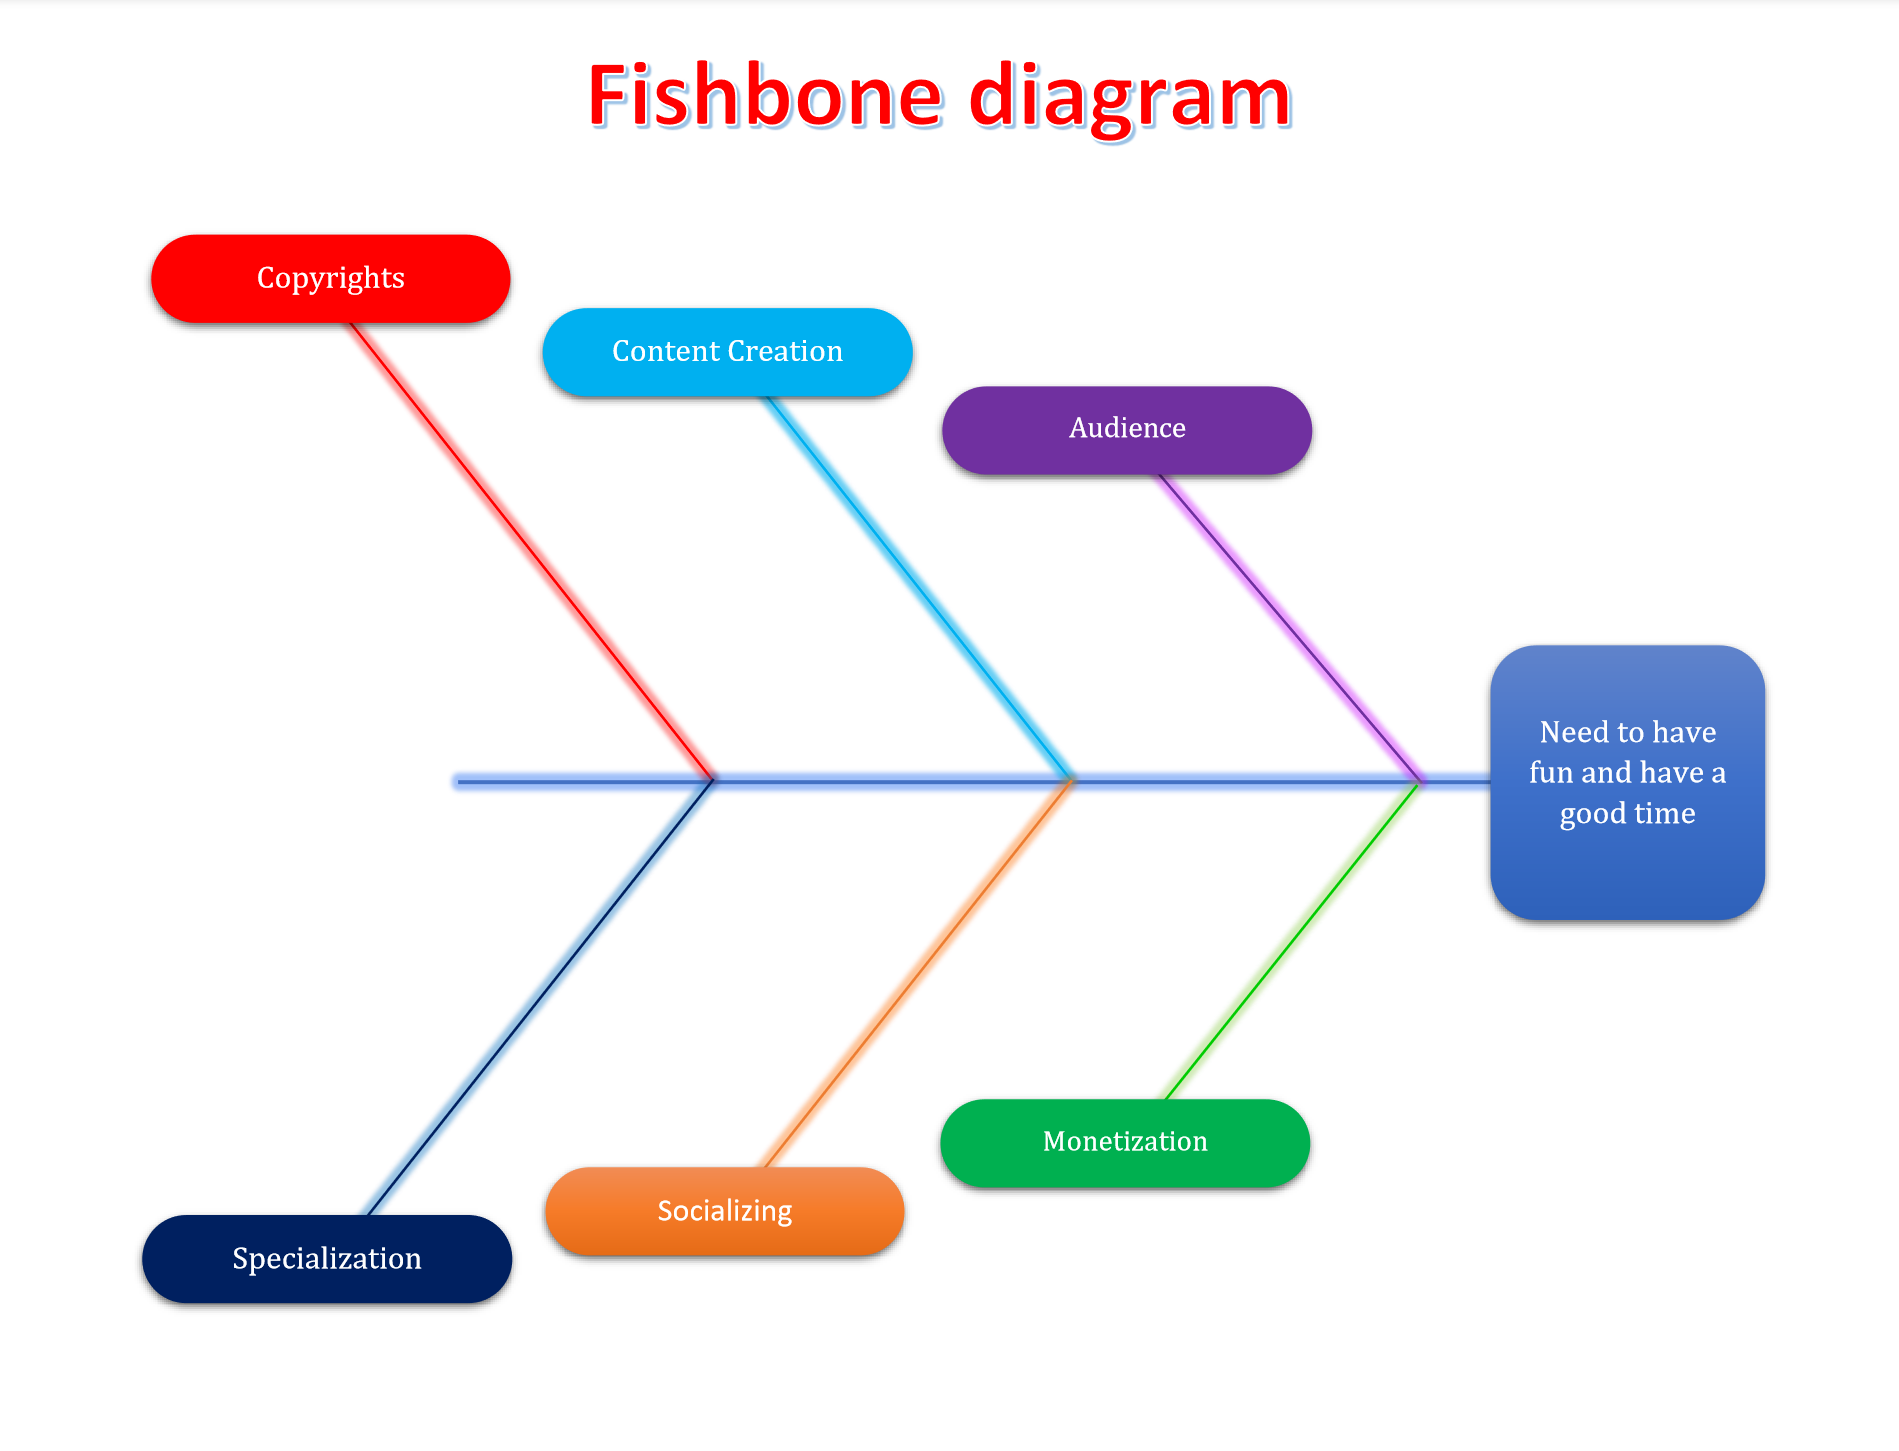 Fishbone diagram
Copyrights
Content Creation
Audience
Need to have
fun and have a
good time
Monetization
Socializing
Specialization